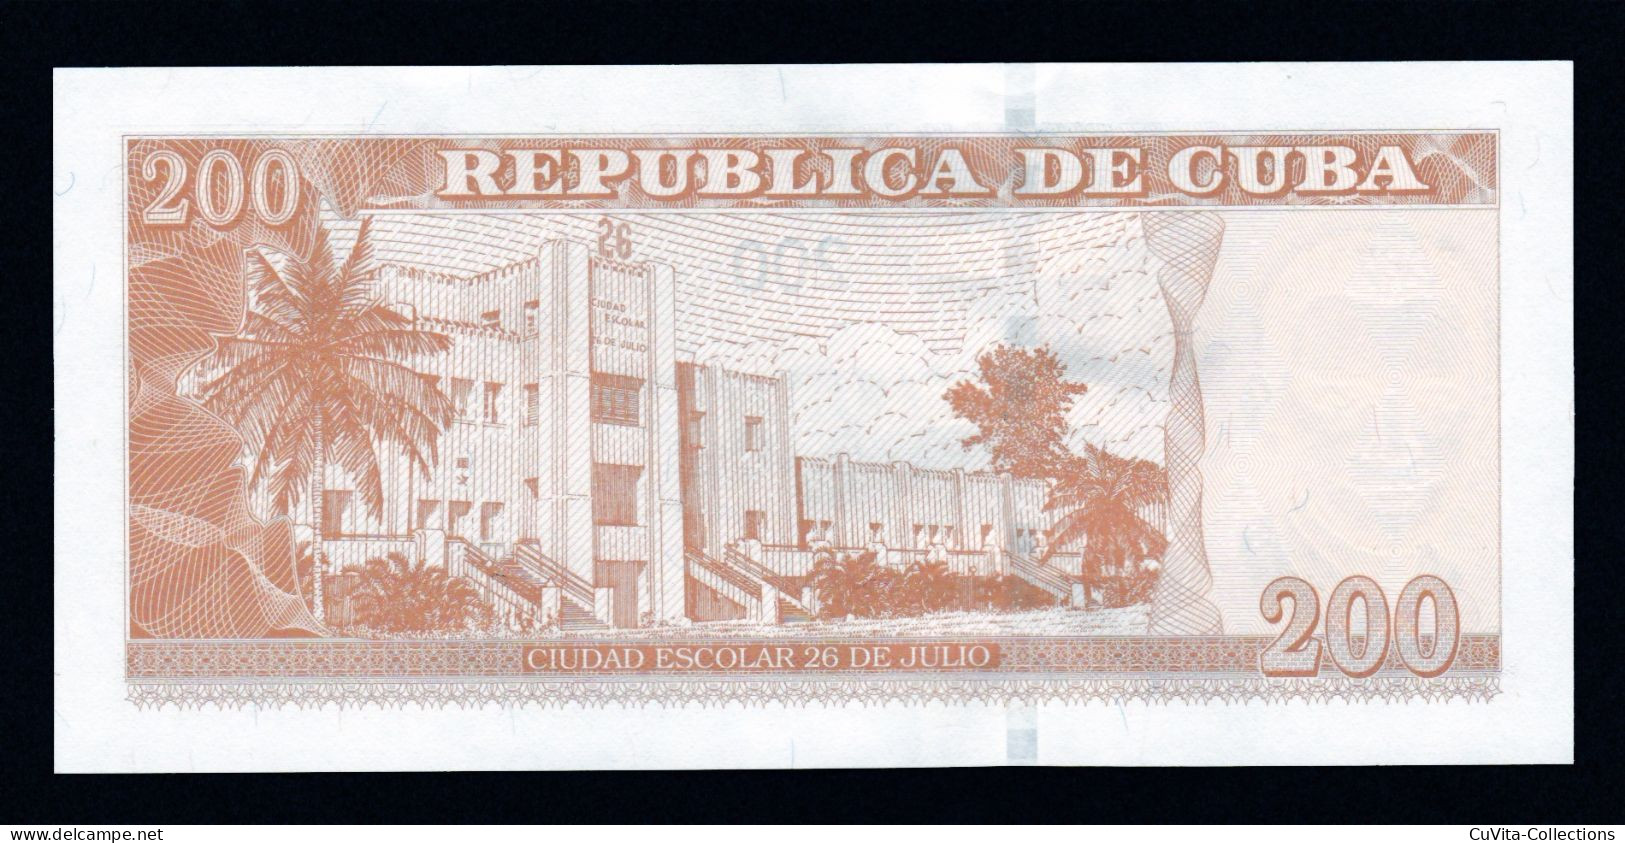 200
REPUBLICA DE CUBA
26
CIUDAD
ESCOLAR
26 DE JULIO
200
CIUDAD ESCOLAR 26 DE JULIO
200
www.delcampe.net
CuVita-Collections